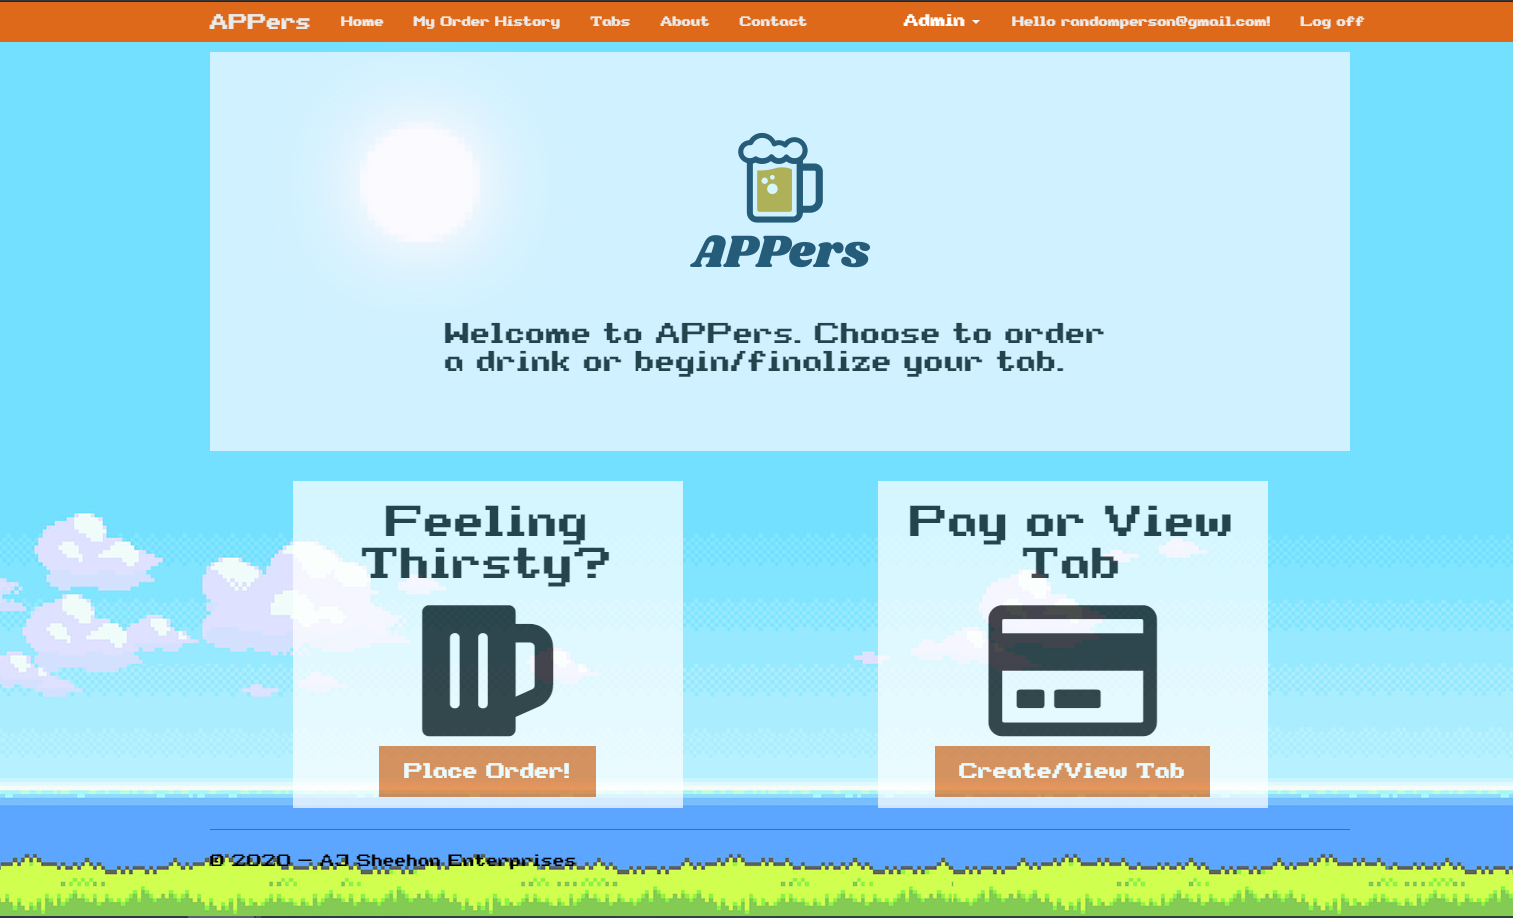 APPers Home My Order History Tabs About Contact Admin Hello randomperson@gmail.com! Log off
APPers
Welcome to APPers. Choose to order
a drink or begin/finalize your tab.
Feeling
Thirsty?
Place Order!
Pay or View
Tab
Create/View Tab
© 2020 — AJ Sheehan Enterprises